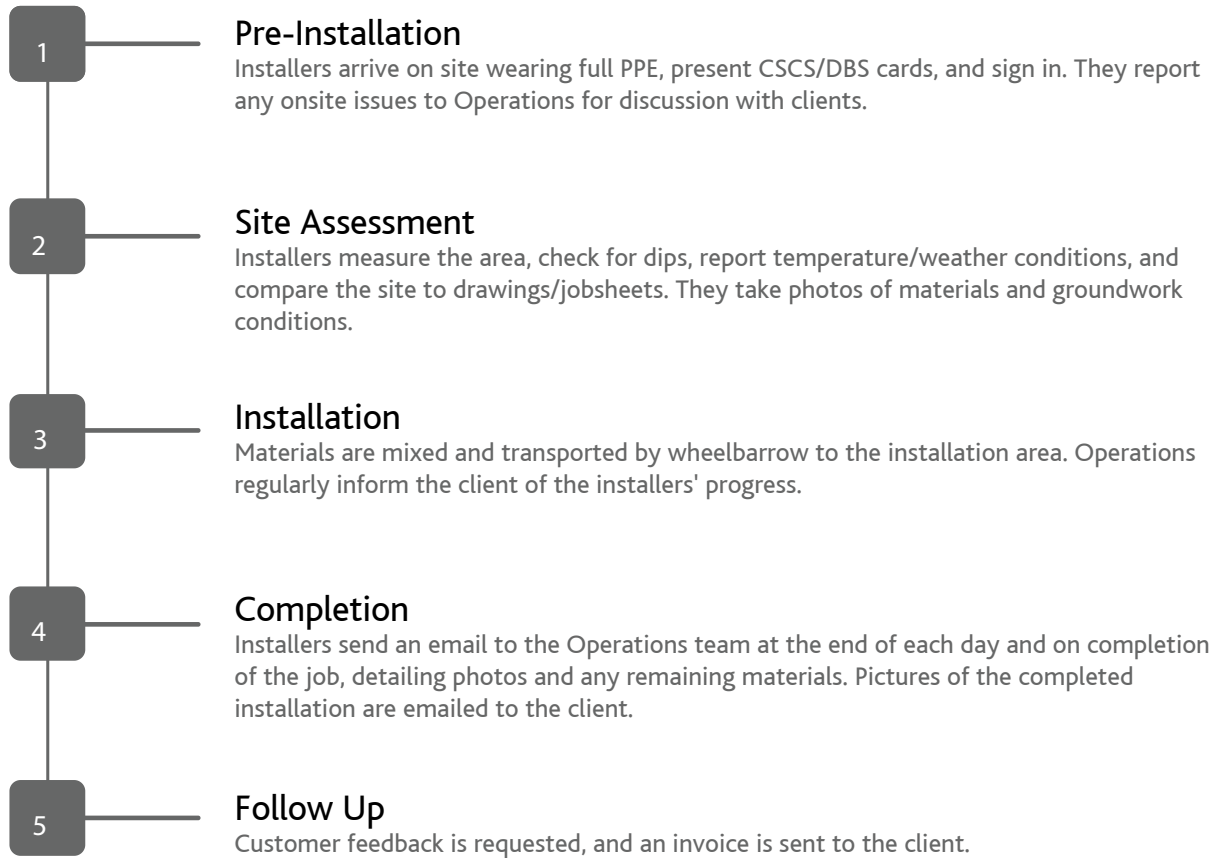 1
Pre-Installation
Installers arrive on site wearing full PPE, present CSCS/DBS cards, and sign in. They report
any onsite issues to Operations for discussion with clients.
2
Site Assessment
Installers measure the area, check for dips, report temperature/weather conditions, and
compare the site to drawings/jobsheets. They take photos of materials and groundwork
conditions.
3
Installation
Materials are mixed and transported by wheelbarrow to the installation area. Operations
regularly inform the client of the installers' progress.
4
Completion
Installers send an email to the Operations team at the end of each day and on completion
of the job, detailing photos and any remaining materials. Pictures of the completed
installation are emailed to the client.
5
Follow Up
Customer feedback is requested, and an invoice is sent to the client.